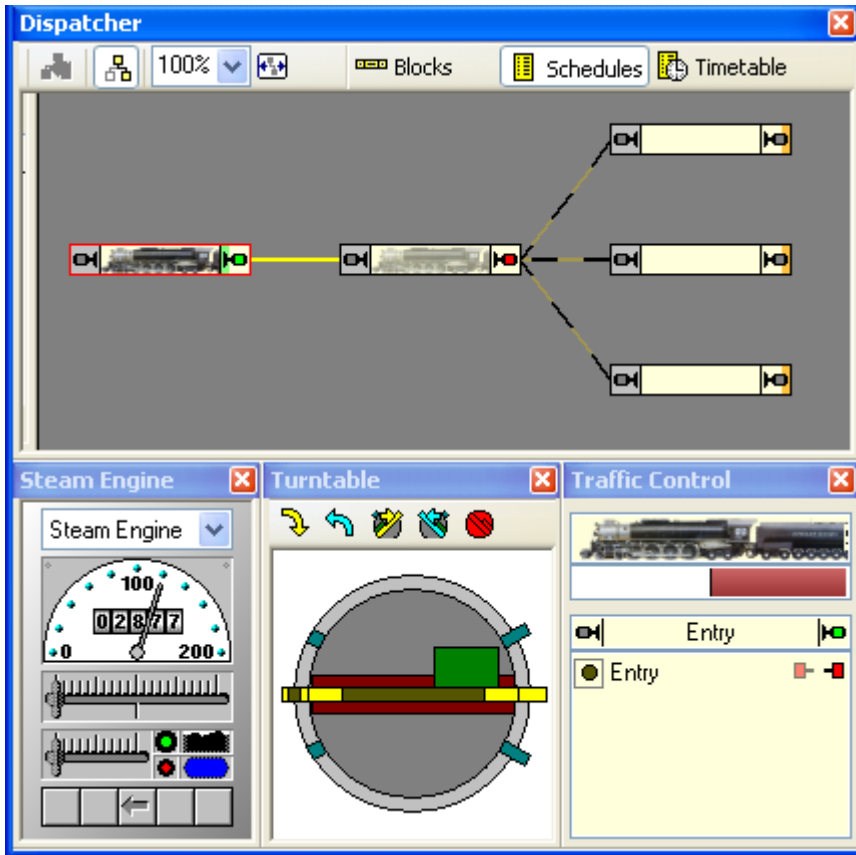 Dispatcher
100% Blocks Schedules Timetable
Steam Engine
Steam Engine
100
02877
0 200
Turntable
Traffic Control
Entry
Entry